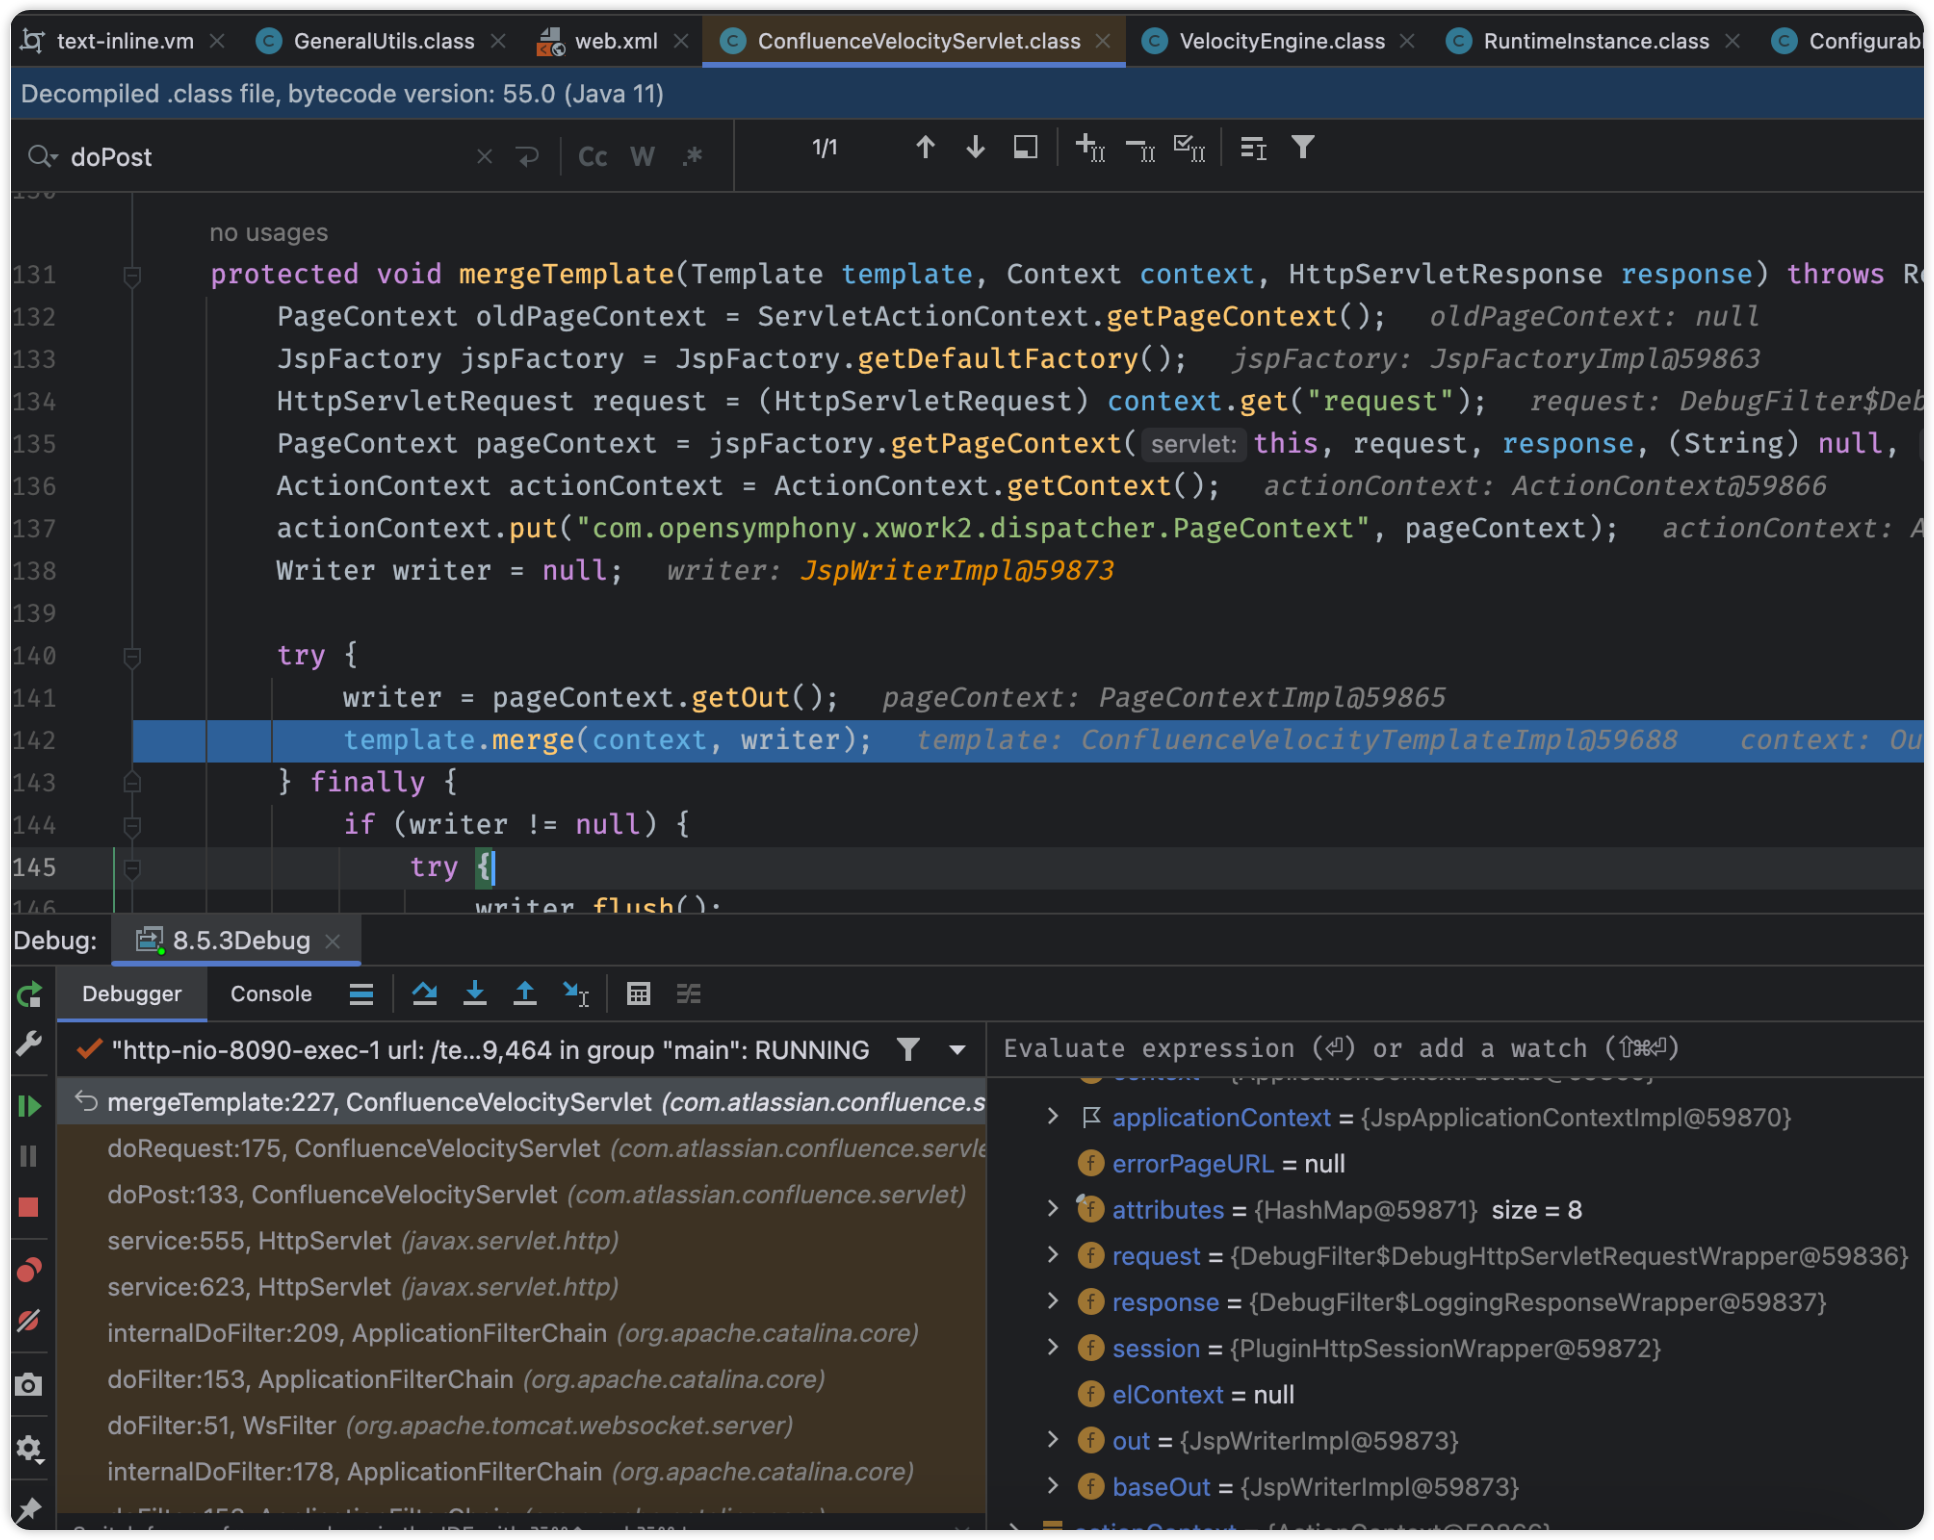 text-inline.vm GeneralUtils.class web.xml ConfluenceVelocityServlet.class VelocityEngine.class RuntimeInstance.class Configurabl
Decompiled .class file, bytecode version: 55.0 (Java 11)
doPost Cc W .* 1/1
no usages
131 protected void mergeTemplate(Template template, Context context, HttpServletResponse response) throws Re
132 PageContext oldPageContext = ServletActionContext.getPageContext(); oldPageContext: null
133 JspFactory jspFactory = JspFactory.getDefaultFactory(); jspFactory: JspFactoryImpl@59863
134 HttpServletRequest request = (HttpServletRequest) context.get("request"); request: DebugFilter$Deb
135 PageContext pageContext = jspFactory.getPageContext( servlet: this, request, response, (String) null,
136 ActionContext actionContext = ActionContext.getContext(); actionContext: ActionContext@59866
137 actionContext.put("com.opensymphony.xwork2.dispatcher.PageContext", pageContext); actionContext: A
138 Writer writer = null; writer: JspWriterImpl@59873
139
140 try {
141 writer = pageContext.getOut(); pageContext: PageContextImpl@59865
142 template.merge(context, writer); template: ConfluenceVelocityTemplateImpl@59688 context: Ou
143 } finally {
144 if (writer != null) {
145 try {
146 writer.flush();
Debug: 8.5.3Debug
Debugger Console
"http-nio-8090-exec-1 url: /te...9,464 in group "main": RUNNING
Evaluate expression (⏎) or add a watch (⇧⌘⏎)
mergeTemplate:227, ConfluenceVelocityServlet (com.atlassian.confluence.s
doRequest:175, ConfluenceVelocityServlet (com.atlassian.confluence.servle
doPost:133, ConfluenceVelocityServlet (com.atlassian.confluence.servlet)
service:555, HttpServlet (javax.servlet.http)
service:623, HttpServlet (javax.servlet.http)
internalDoFilter:209, ApplicationFilterChain (org.apache.catalina.core)
doFilter:153, ApplicationFilterChain (org.apache.catalina.core)
doFilter:51, WsFilter (org.apache.tomcat.websocket.server)
internalDoFilter:178, ApplicationFilterChain (org.apache.catalina.core)
applicationContext = {JspApplicationContextImpl@59870}
errorPageURL = null
attributes = {HashMap@59871} size = 8
request = {DebugFilter$DebugHttpServletRequestWrapper@59836}
response = {DebugFilter$LoggingResponseWrapper@59837}
session = {PluginHttpSessionWrapper@59872}
elContext = null
out = {JspWriterImpl@59873}
baseOut = {JspWriterImpl@59873}